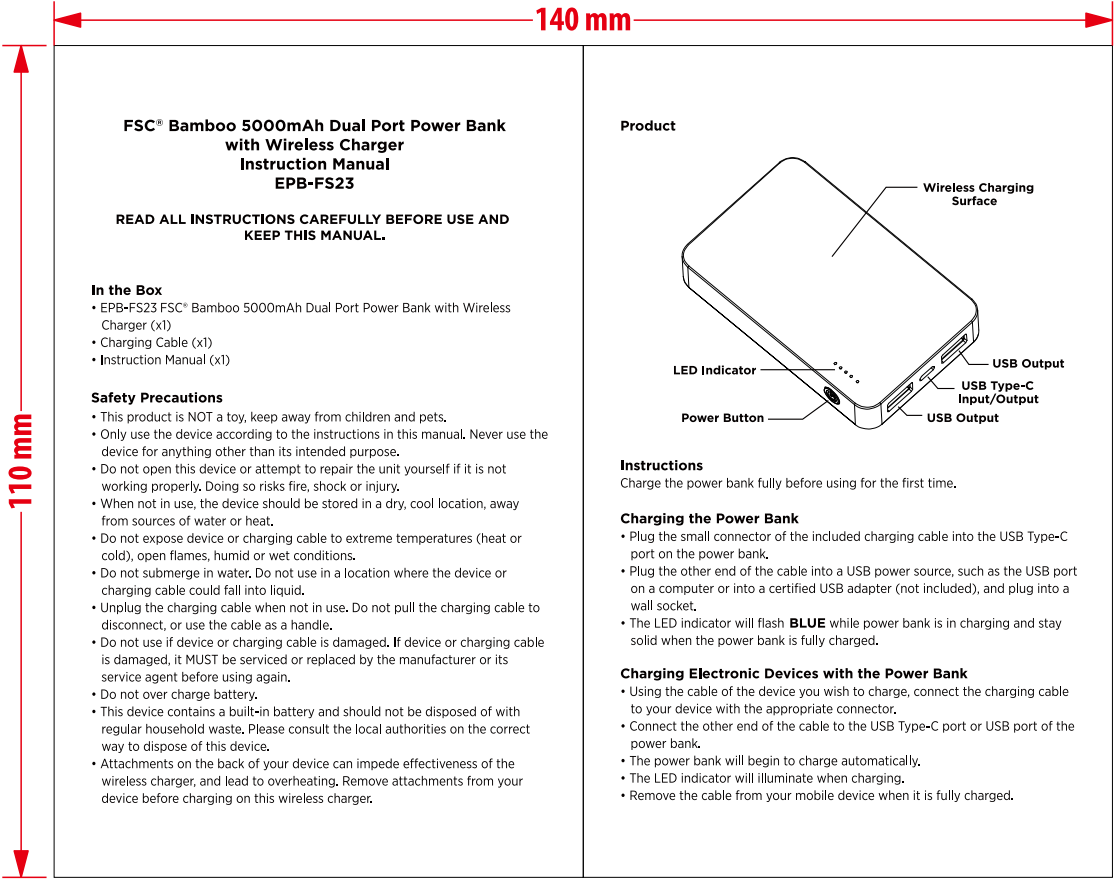 140 mm
110 mm
FSC® Bamboo 5000mAh Dual Port Power Bank
with Wireless Charger
Instruction Manual
EPB-FS23
READ ALL INSTRUCTIONS CAREFULLY BEFORE USE AND
KEEP THIS MANUAL.
In the Box
• EPB-FS23 FSC® Bamboo 5000mAh Dual Port Power Bank with Wireless
Charger (x1)
• Charging Cable (x1)
• Instruction Manual (x1)
Safety Precautions
• This product is NOT a toy, keep away from children and pets.
• Only use the device according to the instructions in this manual. Never use the
device for anything other than its intended purpose.
• Do not open this device or attempt to repair the unit yourself if it is not
working properly. Doing so risks fire, shock or injury.
• When not in use, the device should be stored in a dry, cool location, away
from sources of water or heat.
• Do not expose device or charging cable to extreme temperatures (heat or
cold), open flames, humid or wet conditions.
• Do not submerge in water. Do not use in a location where the device or
charging cable could fall into liquid.
• Unplug the charging cable when not in use. Do not pull the charging cable to
disconnect, or use the cable as a handle.
• Do not use if device or charging cable is damaged. If device or charging cable
is damaged, it MUST be serviced or replaced by the manufacturer or its
service agent before using again.
• Do not over charge battery.
• This device contains a built-in battery and should not be disposed of with
regular household waste. Please consult the local authorities on the correct
way to dispose of this device.
• Attachments on the back of your device can impede effectiveness of the
wireless charger, and lead to overheating. Remove attachments from your
device before charging on this wireless charger.
Product
Wireless Charging
Surface
LED Indicator
Power Button
USB Output
USB Type-C
Input/Output
USB Output
Instructions
Charge the power bank fully before using for the first time.
Charging the Power Bank
• Plug the small connector of the included charging cable into the USB Type-C
port on the power bank.
• Plug the other end of the cable into a USB power source, such as the USB port
on a computer or into a certified USB adapter (not included), and plug into a
wall socket.
• The LED indicator will flash BLUE while power bank is in charging and stay
solid when the power bank is fully charged.
Charging Electronic Devices with the Power Bank
• Using the cable of the device you wish to charge, connect the charging cable
to your device with the appropriate connector.
• Connect the other end of the cable to the USB Type-C port or USB port of the
power bank.
• The power bank will begin to charge automatically.
• The LED indicator will illuminate when charging.
• Remove the cable from your mobile device when it is fully charged.